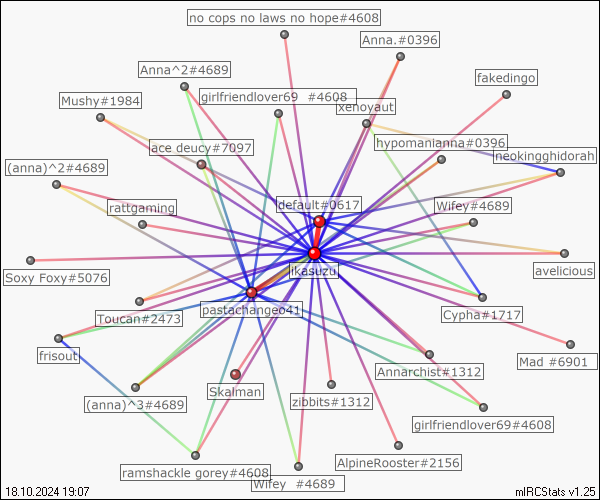 no cops no laws no hope#4608
Anna.#0396
Anna^2#4689
fakedingo
girlfriendlover69 #4608
Mushy#1984
xenoyaut
hypomanianna#0396
ace deucy#7097
neokingghidorah
(anna)^2#4689
default#0617
rattgaming
Wifey#4689
ikasuzu
Soxy Foxy#5076
avelicious
pastachangeo41
Toucan#2473
Cypha#1717
frisout
Mad #6901
Annarchist#1312
Skalman
(anna)^3#4689
zibbits#1312
girlfriendlover69#4608
AlpineRooster#2156
ramshackle gorey#4608
Wifey #4689
18.10.2024 19:07
mIRCStats v1.25